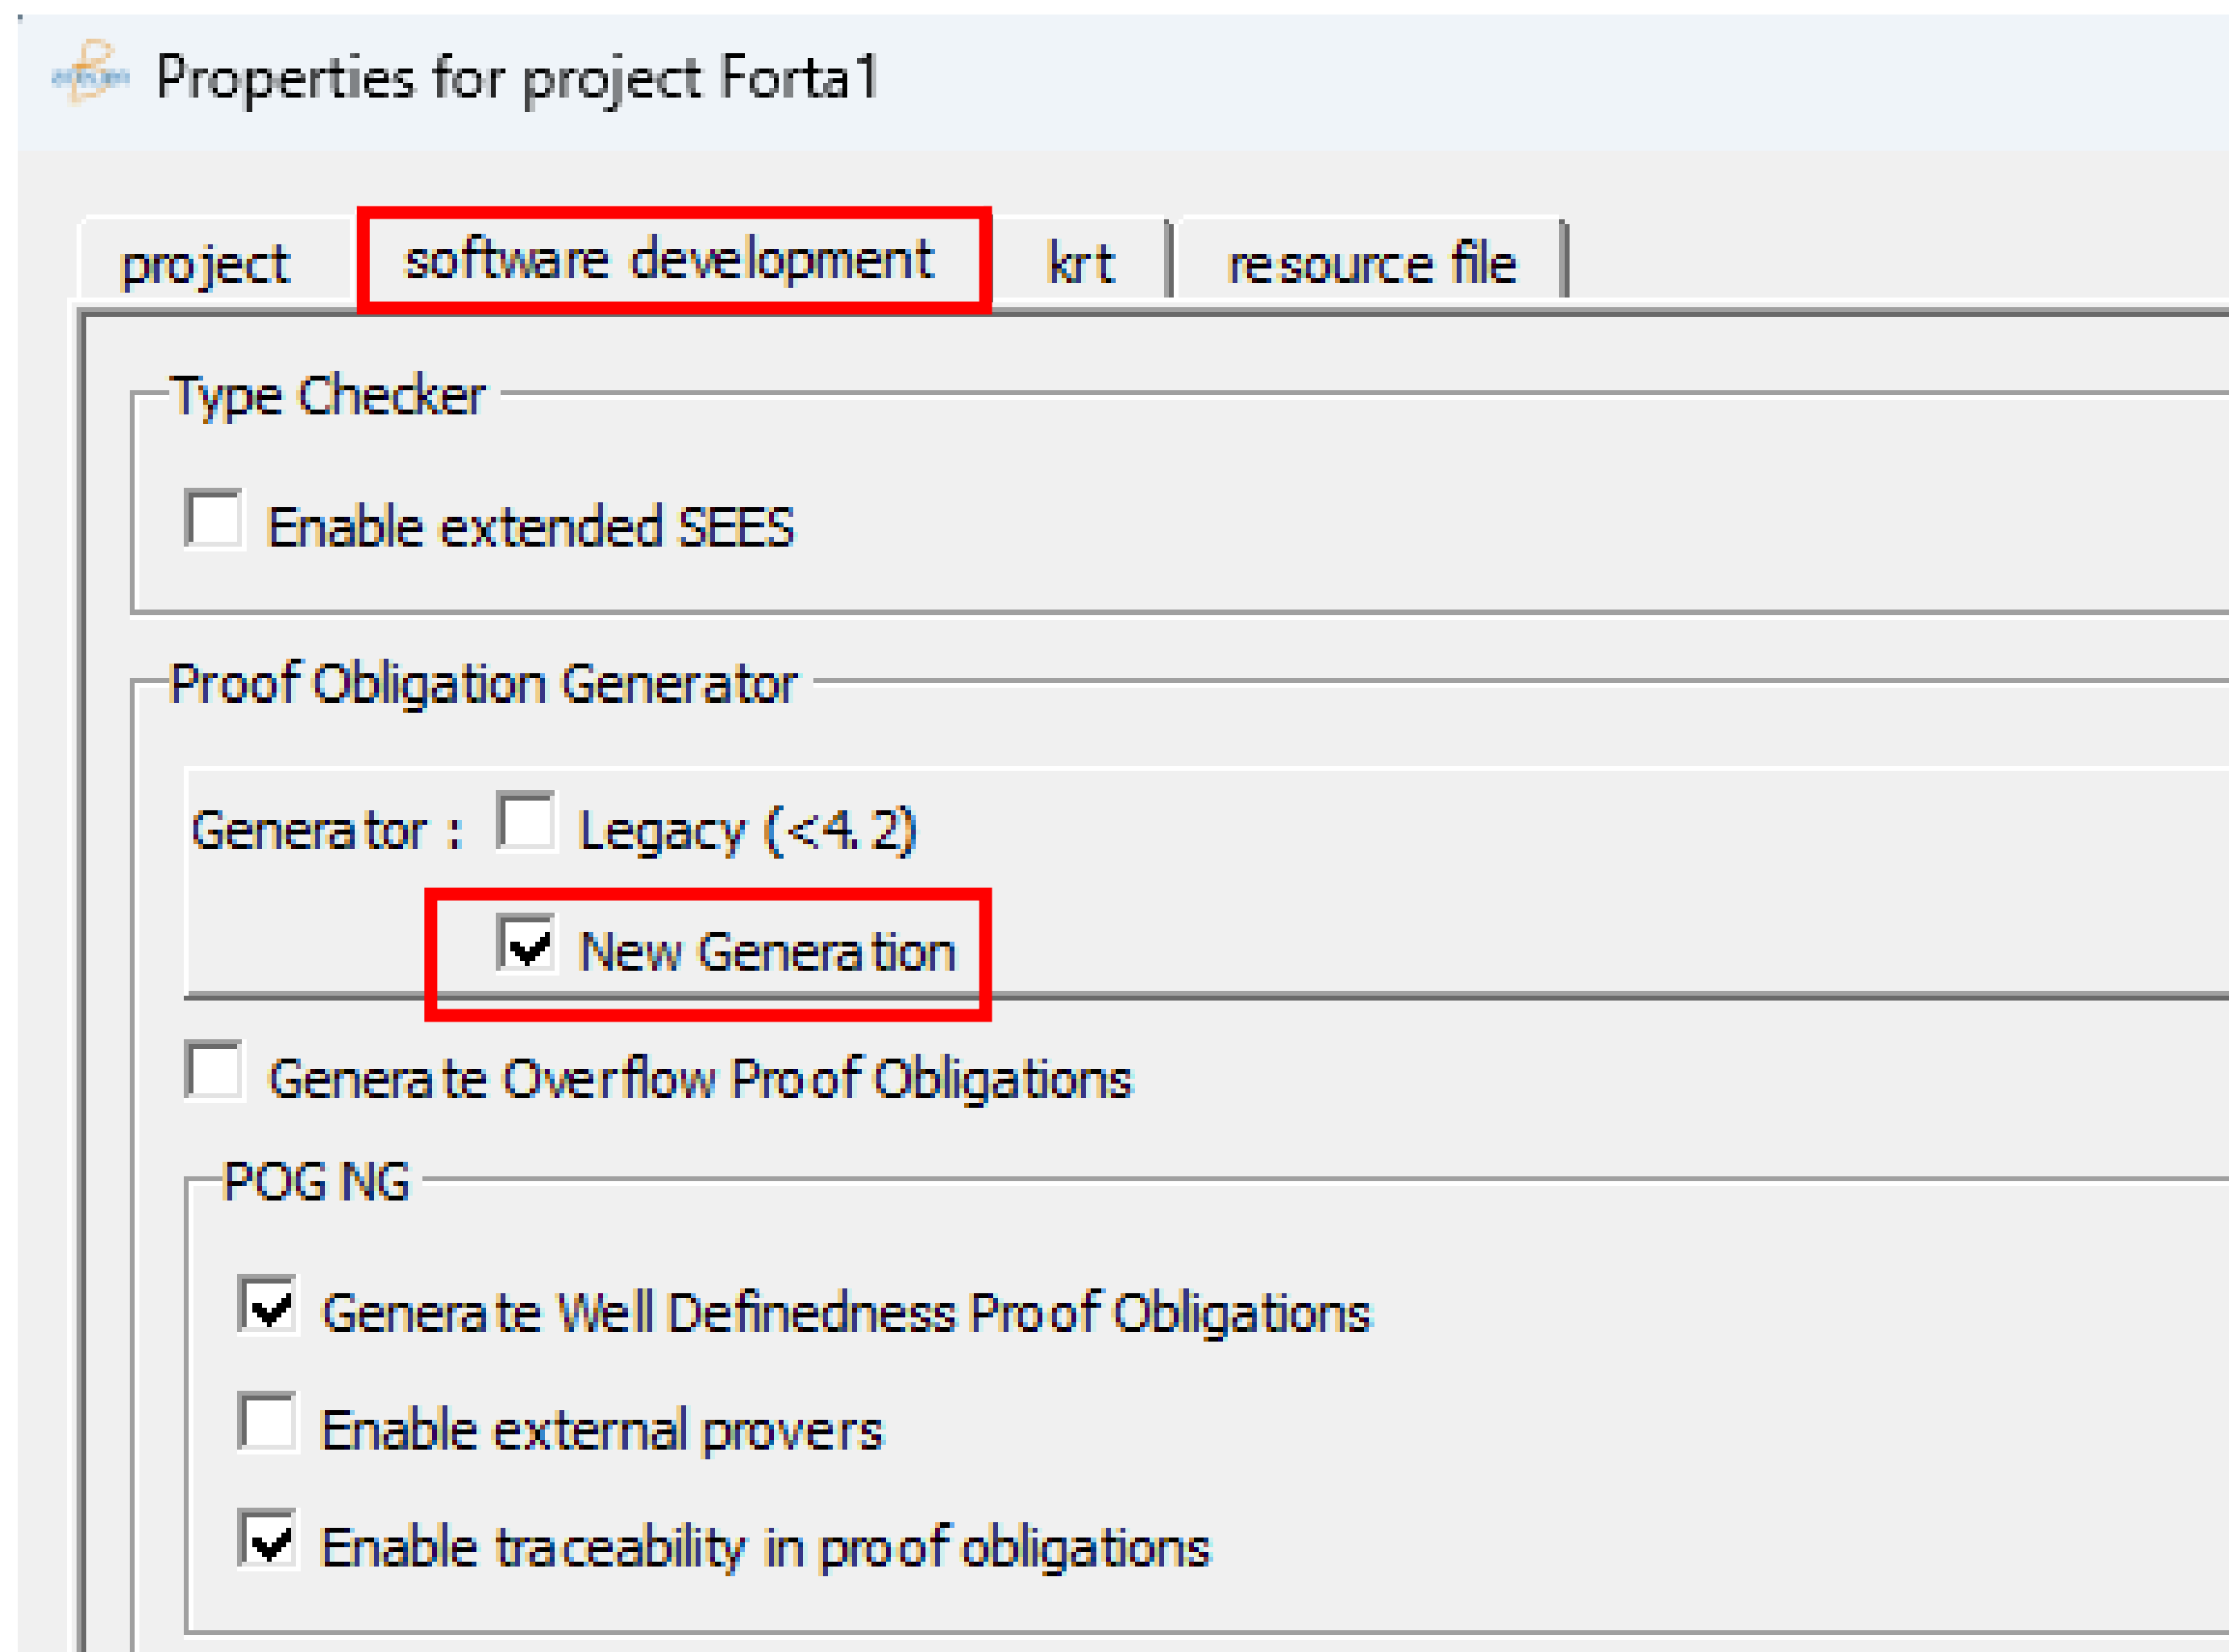 Properties for project Forta1
project software development krt resource file
Type Checker
Enable extended SEES
Proof Obligation Generator
Generator : Legacy (<4.2)
New Generation
Generate Overflow Proof Obligations
POG NG
Generate Well Definedness Proof Obligations
Enable external provers
Enable traceability in proof obligations